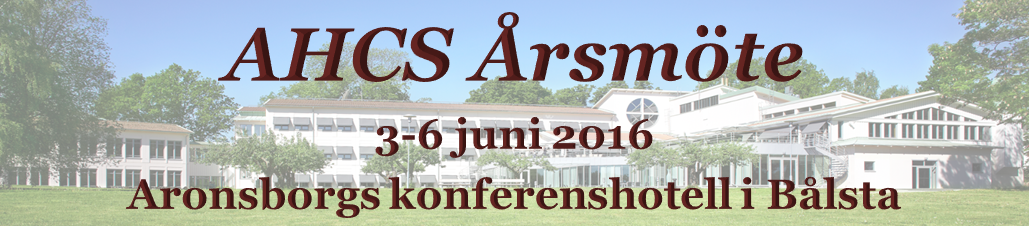 AHCS Årsmöte
3-6 juni 2016
Aronsborgs konferenshotell i Bålsta